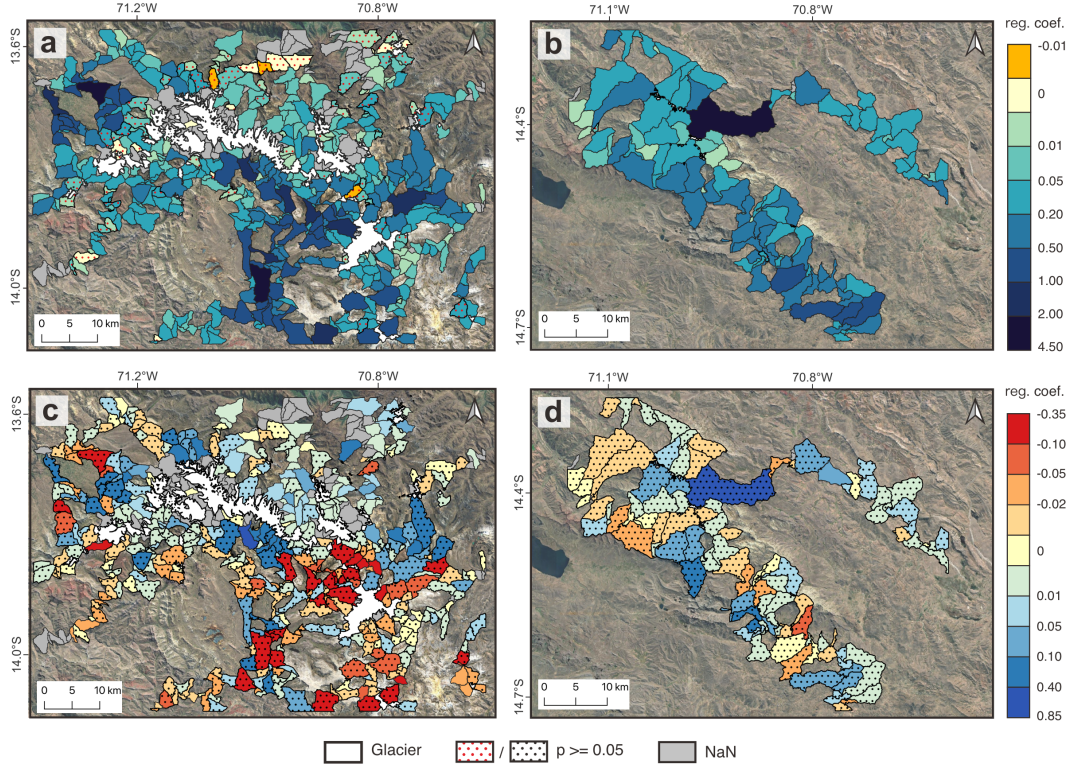 71.2°W 70.8°W 71.1°W 70.8°W reg. coef.
a
b
13.6°S
14.4°S
14.0°S
14.7°S
0 5 10 km
0 5 10 km
-0.01
0
0.01
0.05
0.20
0.50
1.00
2.00
4.50
71.2°W 70.8°W 71.1°W 70.8°W reg. coef.
c
d
13.6°S
14.4°S
14.0°S
14.7°S
0 5 10 km
0 5 10 km
-0.35
-0.10
-0.05
-0.02
0
0.01
0.05
0.10
0.40
0.85
Glacier / p >= 0.05 NaN